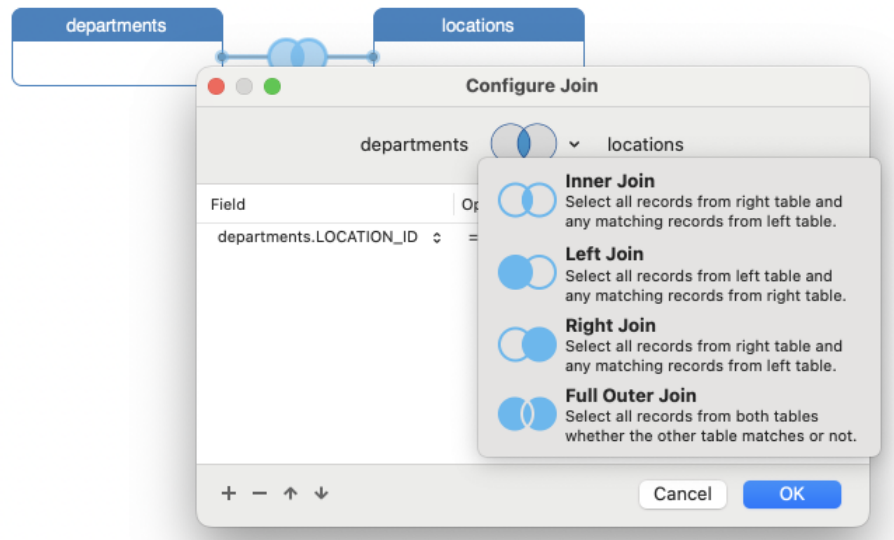 departments
locations
Configure Join
departments locations
Field Op
departments.LOCATION_ID =
Inner Join
Select all records from right table and
any matching records from left table.
Left Join
Select all records from left table and
any matching records from right table.
Right Join
Select all records from right table and
any matching records from left table.
Full Outer Join
Select all records from both tables
whether the other table matches or not.
Cancel OK